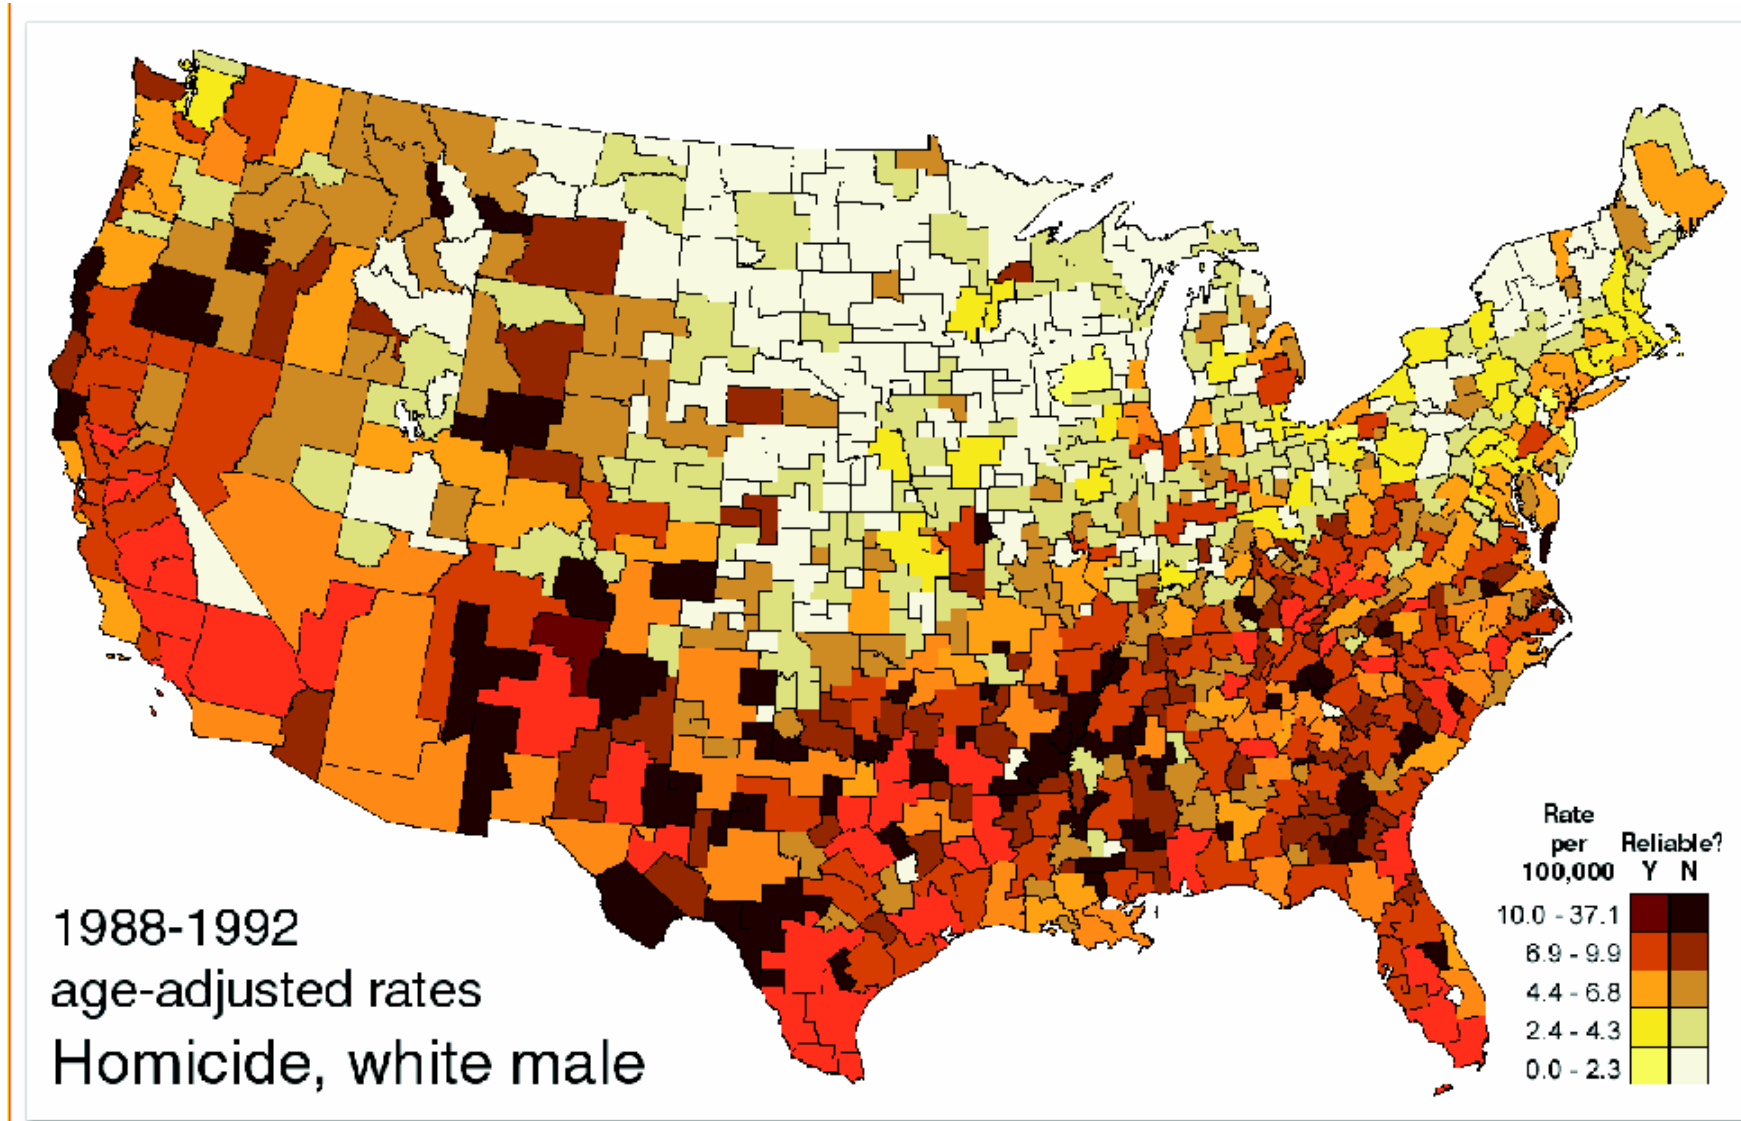 1988-1992
age-adjusted rates
Homicide, white male
Rate
per
100,000
Reliable?
Y N
10.0 - 37.1
6.9 - 9.9
4.4 - 6.8
2.4 - 4.3
0.0 - 2.3